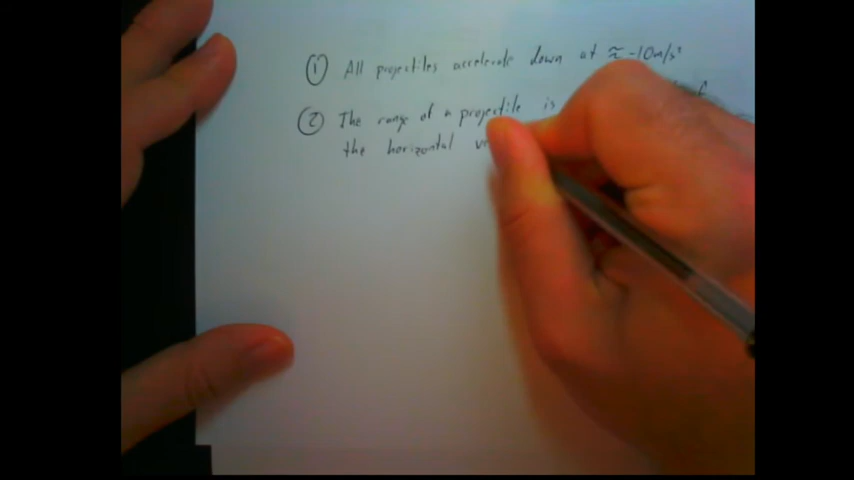 ① All projectiles accelerate down at ≈ -10m/s²
② The range of a projectile is
the horizontal